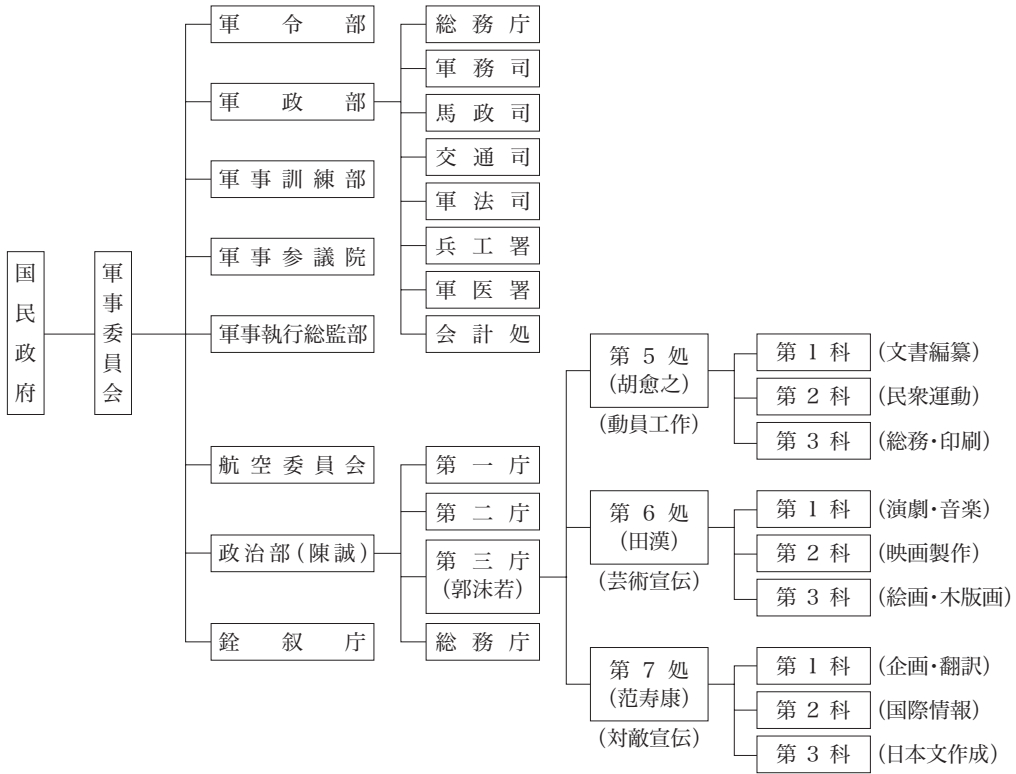 国民政府
軍事委員会
軍令部
軍政部
軍事訓練部
軍事参議院
軍事執行総監部
航空委員会
政治部(陳誠)
銓叙庁
総務庁
軍務司
馬政司
交通司
軍法司
兵工署
軍医署
会計処
第一庁
第二庁
第三庁
(郭沫若)
総務庁
第5処
(胡愈之)
(動員工作)
第1科 (文書編纂)
第2科 (民衆運動)
第3科 (総務・印刷)
第6処
(田漢)
(芸術宣伝)
第1科 (演劇・音楽)
第2科 (映画製作)
第3科 (絵画・木版画)
第7処
(范寿康)
(対敵宣伝)
第1科 (企画・翻訳)
第2科 (国際情報)
第3科 (日本文作成)